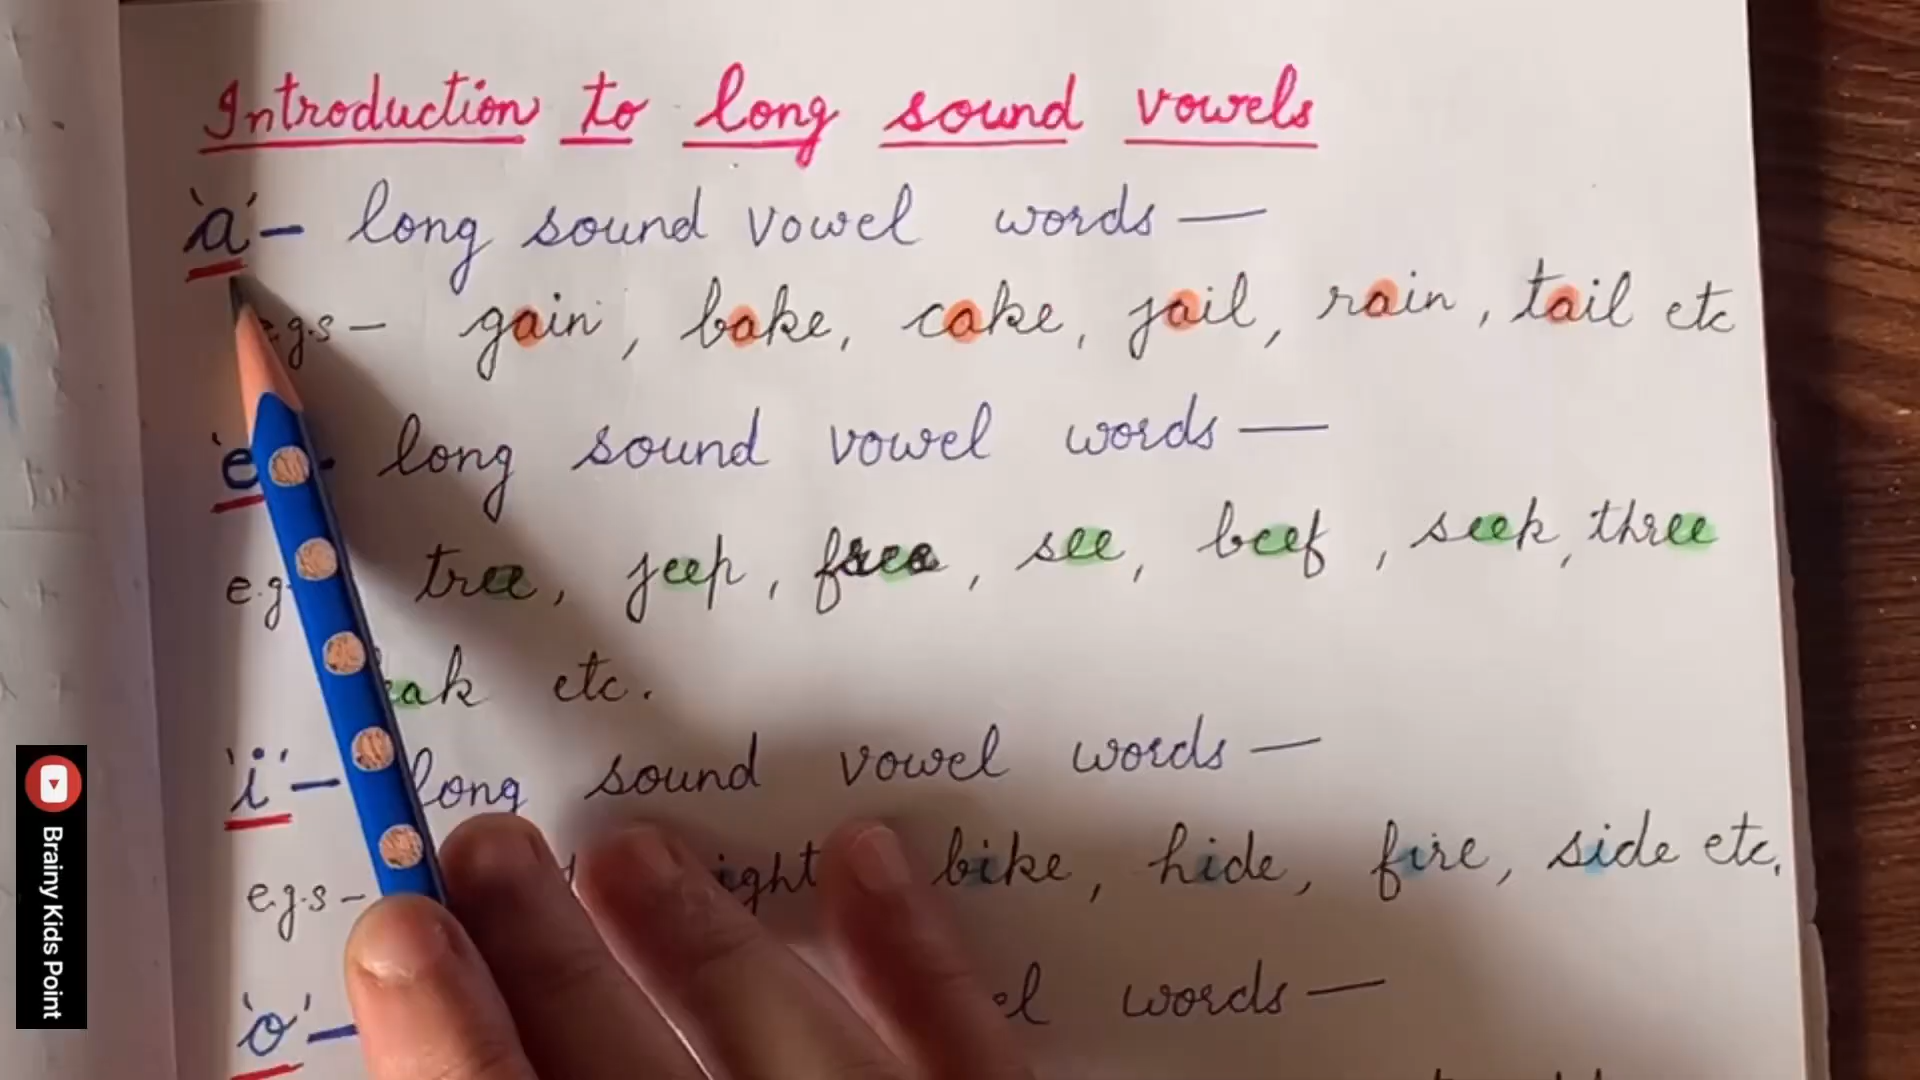 Introduction to long sound vowels
'a' - long sound vowel words —
e.g.s - gain, bake, cake, jail, rain, tail etc
'e - long sound vowel words —
e.g tree, jeep, free, see, beef, seek, three
etc.
'i' - long sound vowel words —
e.g.s - bike, hide, fire, side etc.
'o' - words —
Brainy Kids Point